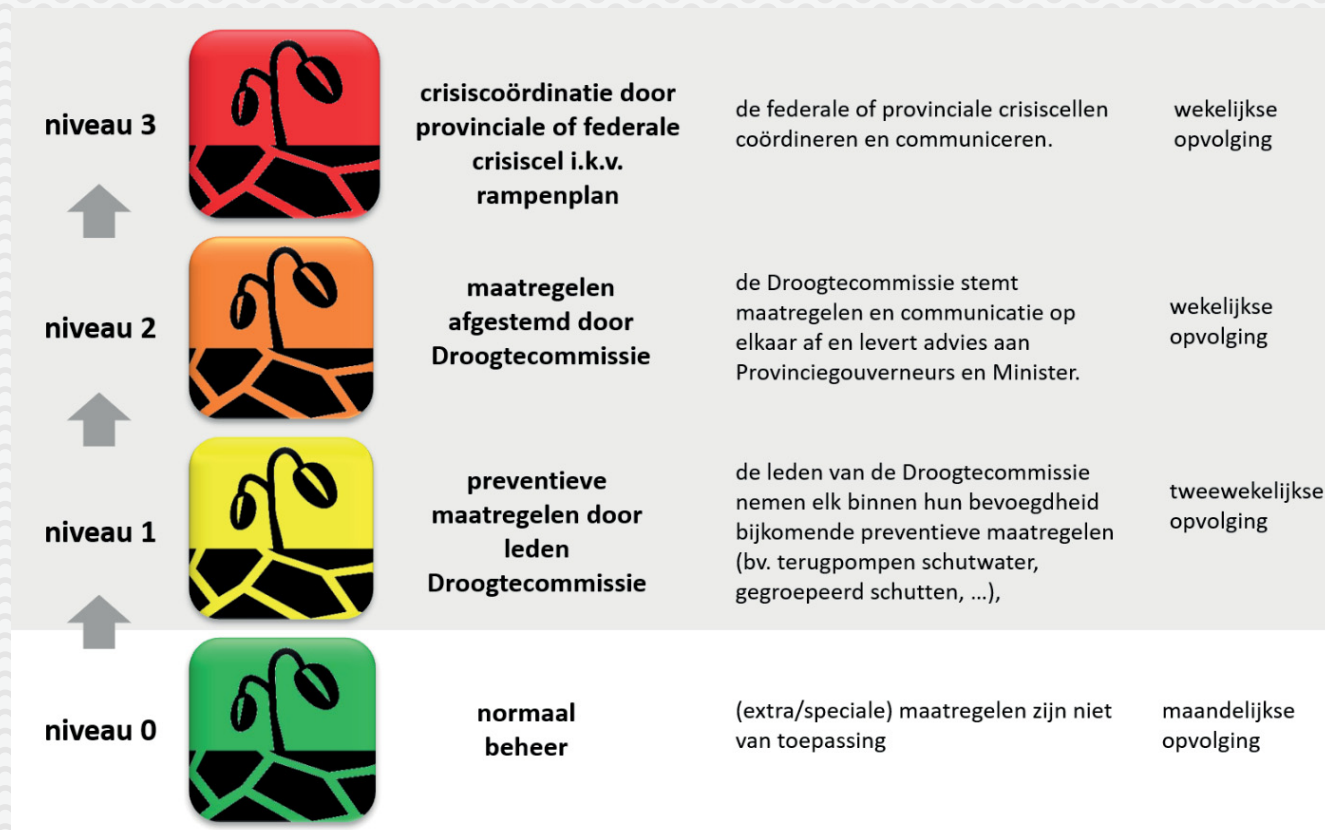 niveau 3
crisiscoördinatie door
provinciale of federale
crisiscel i.k.v.
rampenplan
de federale of provinciale crisiscellen
coördineren en communiceren.
wekelijkse
opvolging
niveau 2
maatregelen
afgestemd door
Droogtecommissie
de Droogtecommissie stemt
maatregelen en communicatie op
elkaar af en levert advies aan
Provinciegouverneurs en Minister.
wekelijkse
opvolging
niveau 1
preventieve
maatregelen door
leden
Droogtecommissie
de leden van de Droogtecommissie
nemen elk binnen hun bevoegdheid
bijkomende preventieve maatregelen
(bv. terugpompen schutwater,
gegroepeerd schutten, ...),
tweewekelijkse
opvolging
niveau 0
normaal
beheer
(extra/speciale) maatregelen zijn niet
van toepassing
maandelijkse
opvolging